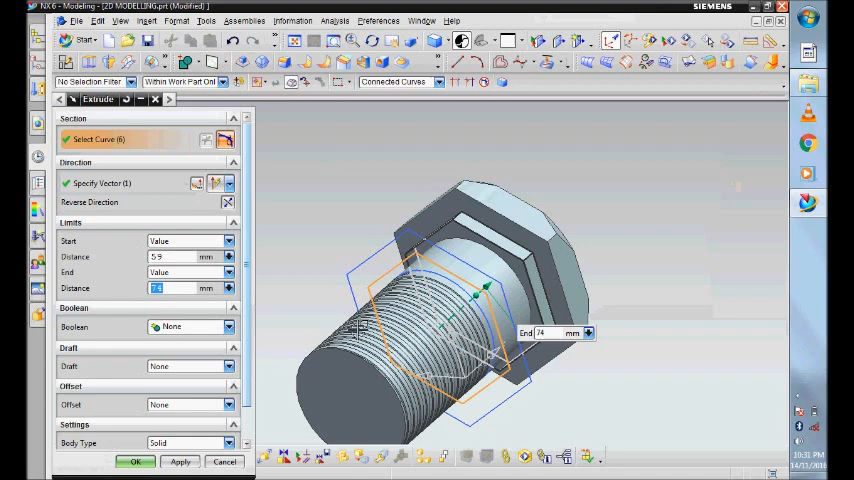 NX 6 - Modeling - [2D MODELLING.prt (Modified) ]
SIEMENS
File Edit View Insert Format Tools Assemblies Information Analysis Preferences Window Help
Start
No Selection Filter
Within Work Part Only
Connected Curves
Extrude
Section
Select Curve (6)
Direction
Specify Vector (1)
Reverse Direction
Limits
Start Value
Distance 59 mm
End Value
Distance 74 mm
Boolean
Boolean None
Draft
Draft None
Offset
Offset None
Settings
Body Type Solid
OK Apply Cancel
End 74 mm
10:31 PM
14/11/2016